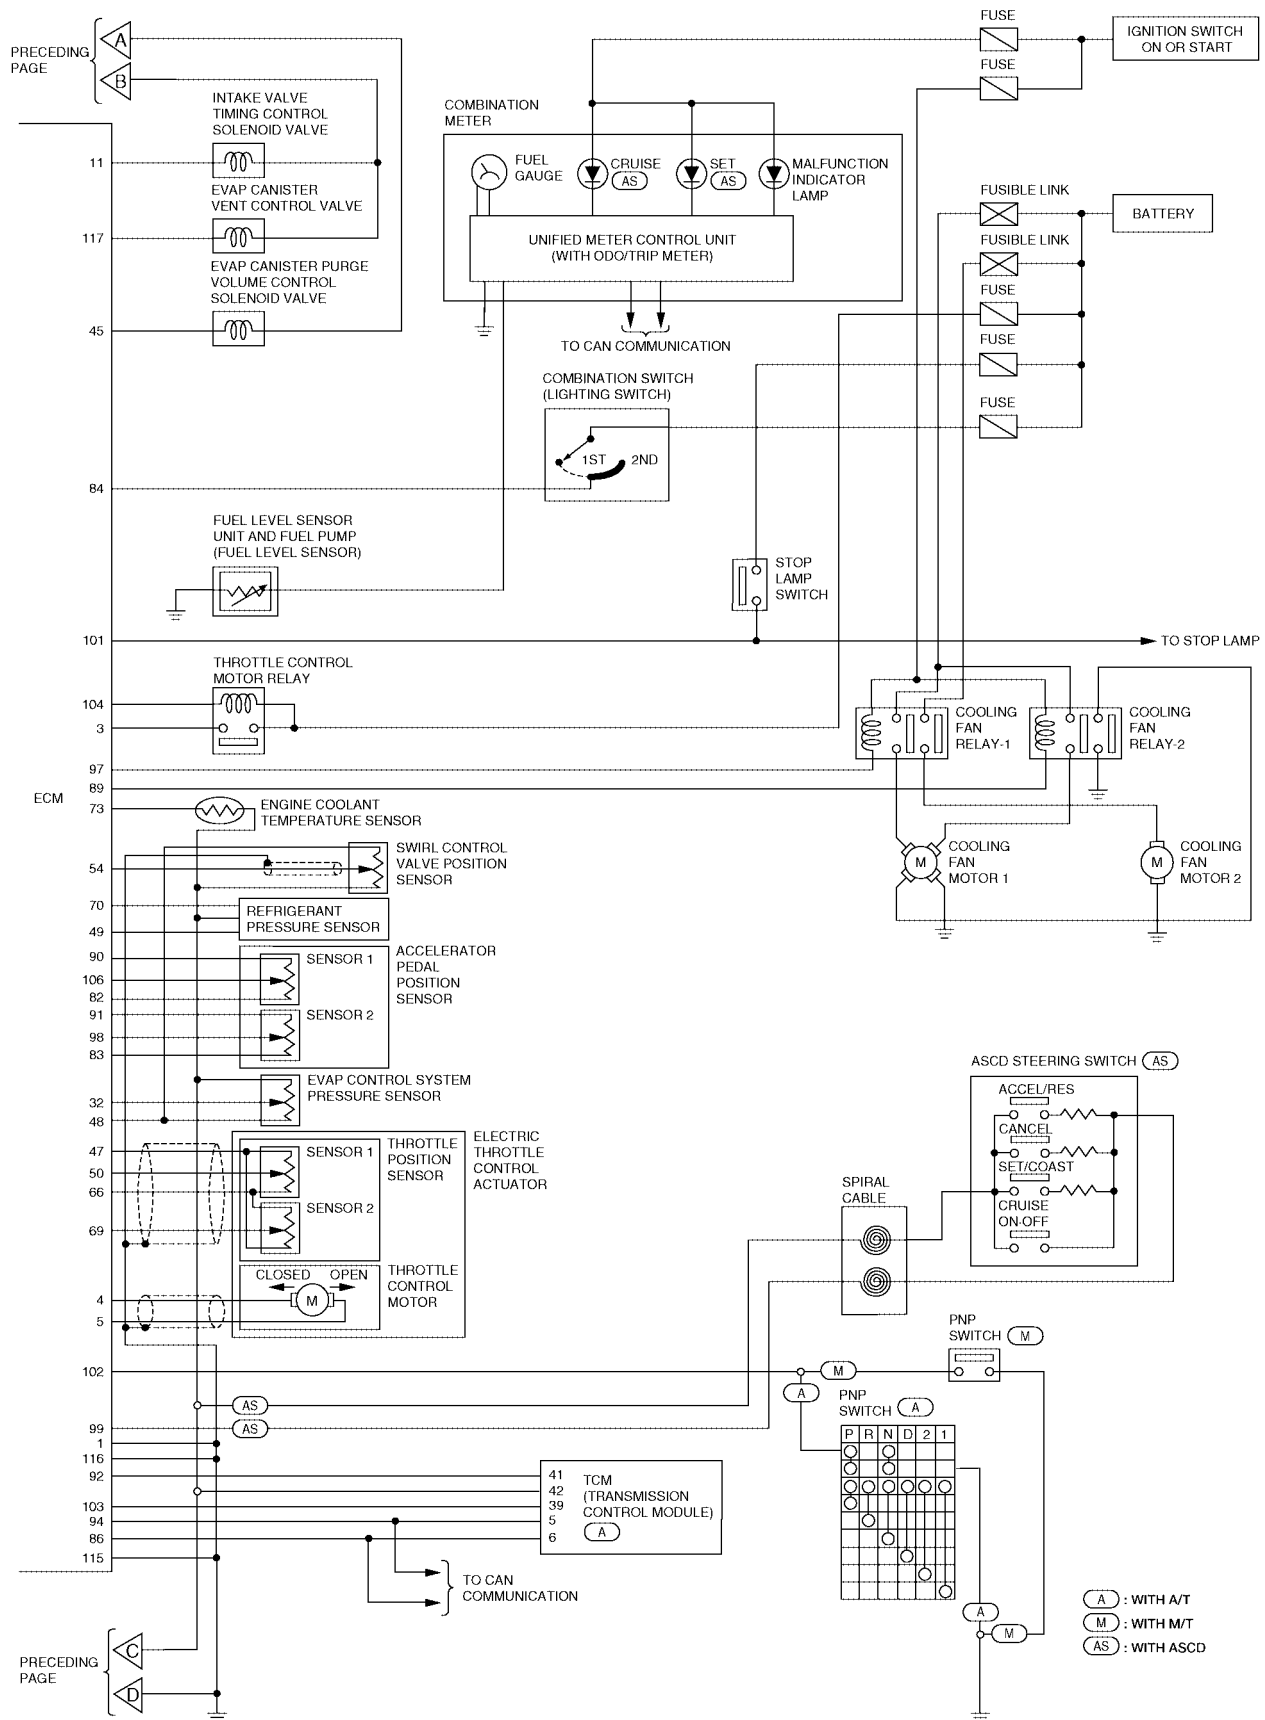 A
PRECEDING
PAGE
B
FUSE
IGNITION SWITCH
ON OR START
FUSE
INTAKE VALVE
TIMING CONTROL
SOLENOID VALVE
11
EVAP CANISTER
VENT CONTROL VALVE
117
EVAP CANISTER PURGE
VOLUME CONTROL
SOLENOID VALVE
45
COMBINATION
METER
FUEL
GAUGE
CRUISE
AS
SET
AS
MALFUNCTION
INDICATOR
LAMP
UNIFIED METER CONTROL UNIT
(WITH ODO/TRIP METER)
TO CAN COMMUNICATION
FUSIBLE LINK
BATTERY
FUSIBLE LINK
FUSE
FUSE
FUSE
COMBINATION SWITCH
(LIGHTING SWITCH)
1ST
2ND
84
FUEL LEVEL SENSOR
UNIT AND FUEL PUMP
(FUEL LEVEL SENSOR)
STOP
LAMP
SWITCH
101
TO STOP LAMP
THROTTLE CONTROL
MOTOR RELAY
104
3
COOLING
FAN
RELAY-1
COOLING
FAN
RELAY-2
97
89
ECM
73
ENGINE COOLANT
TEMPERATURE SENSOR
54
SWIRL CONTROL
VALVE POSITION
SENSOR
M
COOLING
FAN
MOTOR 1
M
COOLING
FAN
MOTOR 2
70
49
REFRIGERANT
PRESSURE SENSOR
90
106
82
91
98
83
SENSOR 1
SENSOR 2
ACCELERATOR
PEDAL
POSITION
SENSOR
32
48
EVAP CONTROL SYSTEM
PRESSURE SENSOR
47
50
66
69
SENSOR 1
SENSOR 2
THROTTLE
POSITION
SENSOR
ELECTRIC
THROTTLE
CONTROL
ACTUATOR
4
5
CLOSED
OPEN
M
THROTTLE
CONTROL
MOTOR
ASCD STEERING SWITCH
AS
ACCEL/RES
CANCEL
SET/COAST
CRUISE
ON-OFF
SPIRAL
CABLE
PNP
SWITCH
M
102
M
A
PNP
SWITCH
A
P R N D 2 1
AS
99
AS
1
116
92
103
94
86
115
41
42
39
5
6
TCM
(TRANSMISSION
CONTROL MODULE)
A
TO CAN
COMMUNICATION
A
M
A : WITH A/T
M : WITH M/T
AS : WITH ASCD
C
PRECEDING
PAGE
D